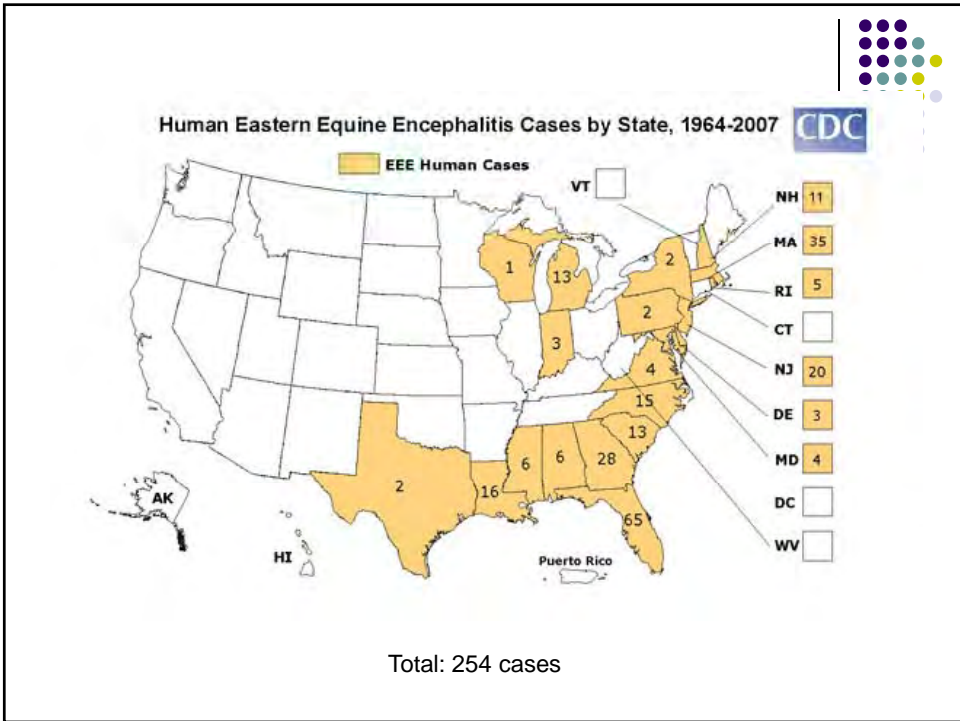 Human Eastern Equine Encephalitis Cases by State, 1964-2007
CDC
EEE Human Cases
VT
NH 11
MA 35
RI 5
CT
NJ 20
DE 3
MD 4
DC
WV
1
13
2
2
3
4
15
13
6
6
28
2
16
65
AK
HI
Puerto Rico
Total: 254 cases